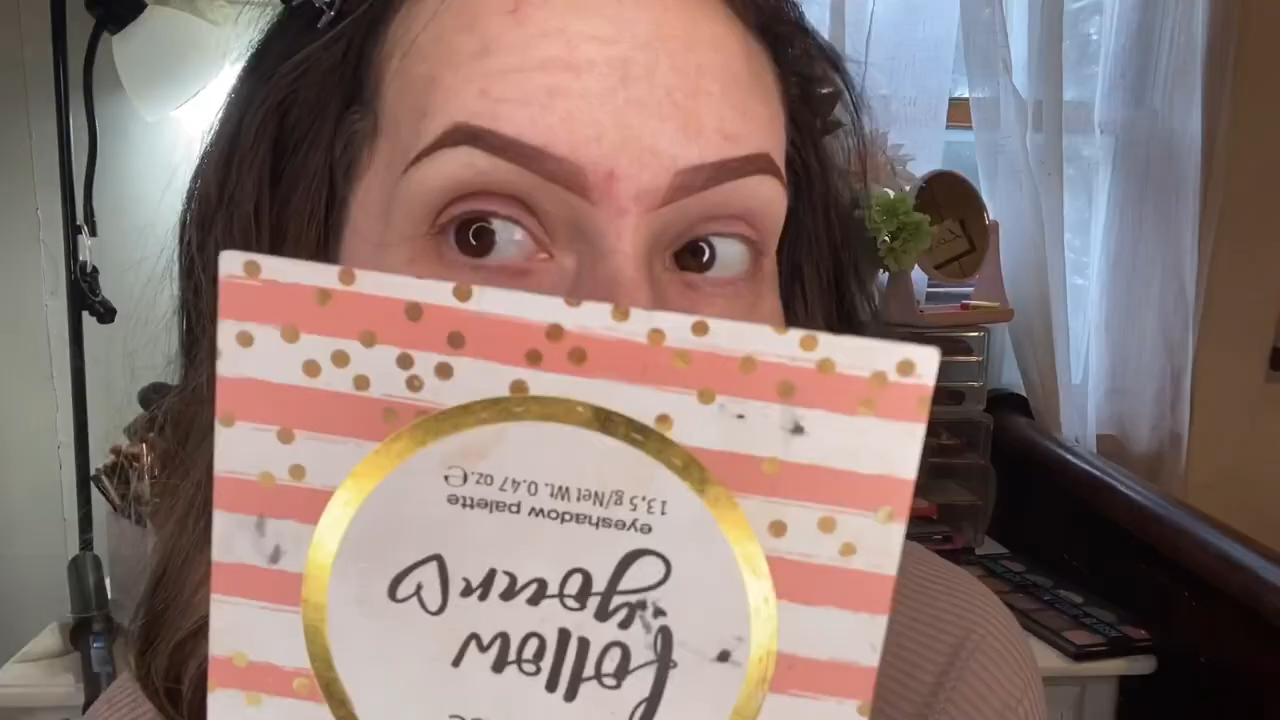 follow
your♡
eyeshadow palette
13,5 g/Net Wt. 0.47 oz. ℮